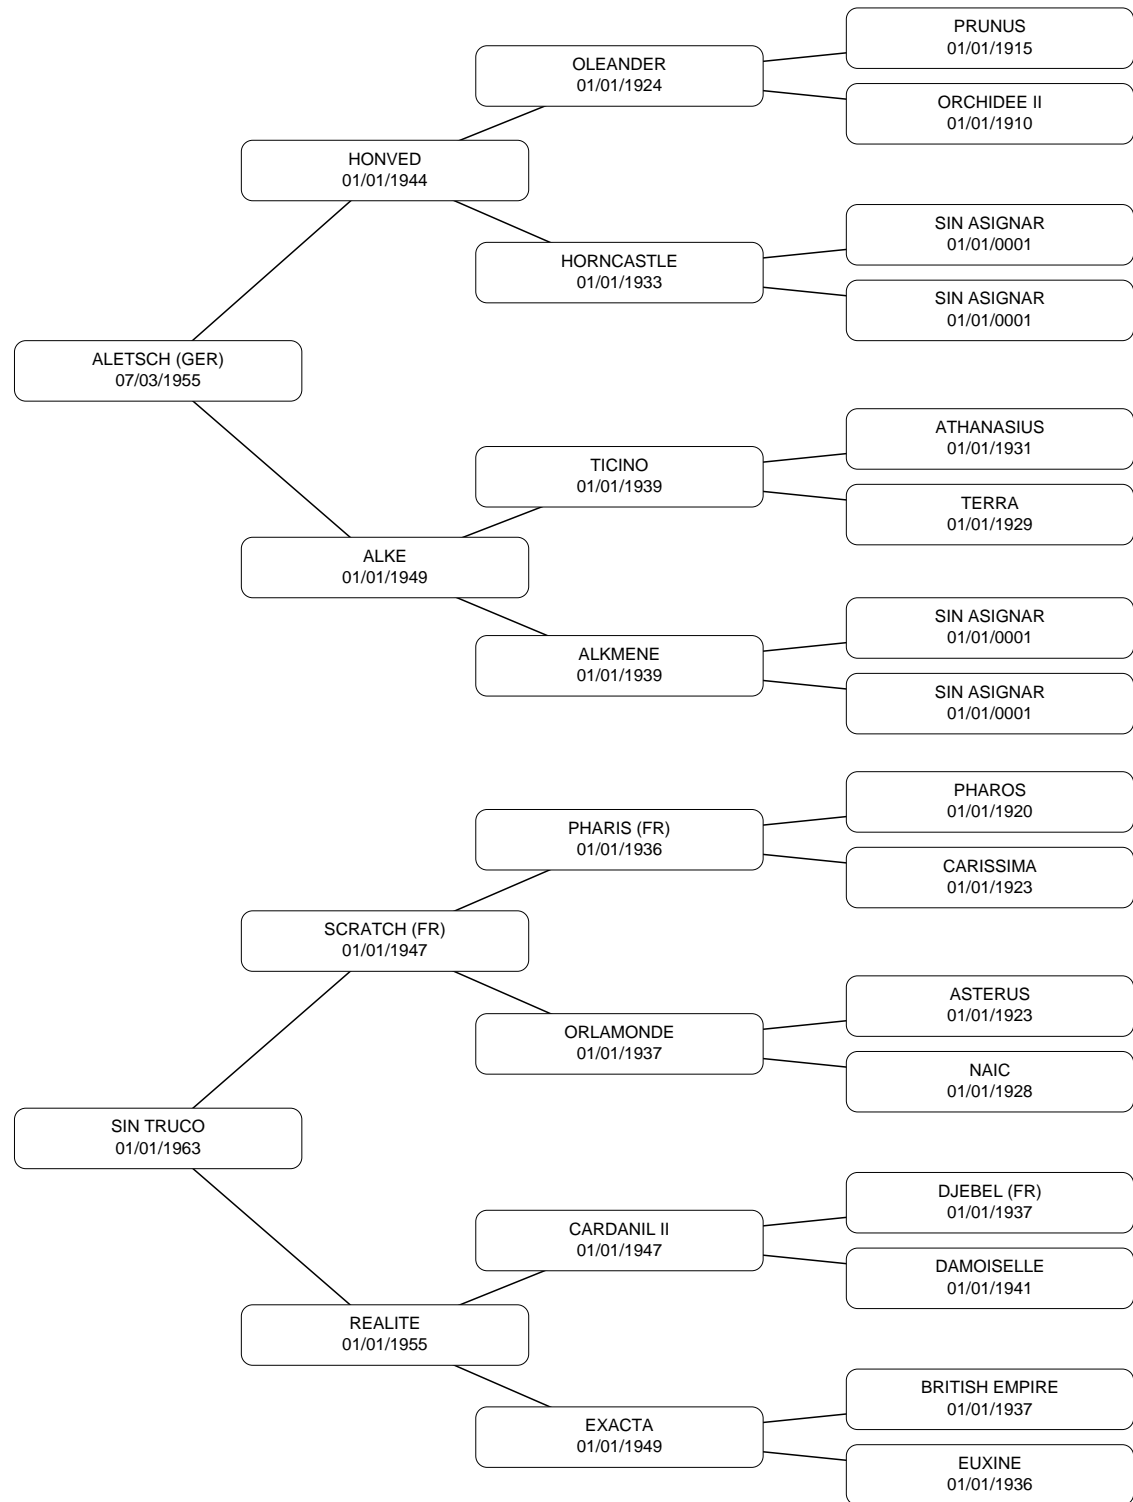 PRUNUS
01/01/1915
OLEANDER
01/01/1924
ORCHIDEE II
01/01/1910
HONVED
01/01/1944
SIN ASIGNAR
01/01/0001
HORNCASTLE
01/01/1933
SIN ASIGNAR
01/01/0001
ALETSCH (GER)
07/03/1955
ATHANASIUS
01/01/1931
TICINO
01/01/1939
TERRA
01/01/1929
ALKE
01/01/1949
SIN ASIGNAR
01/01/0001
ALKMENE
01/01/1939
SIN ASIGNAR
01/01/0001
PHAROS
01/01/1920
PHARIS (FR)
01/01/1936
CARISSIMA
01/01/1923
SCRATCH (FR)
01/01/1947
ASTERUS
01/01/1923
ORLAMONDE
01/01/1937
NAIC
01/01/1928
SIN TRUCO
01/01/1963
DJEBEL (FR)
01/01/1937
CARDANIL II
01/01/1947
DAMOISELLE
01/01/1941
REALITE
01/01/1955
BRITISH EMPIRE
01/01/1937
EXACTA
01/01/1949
EUXINE
01/01/1936